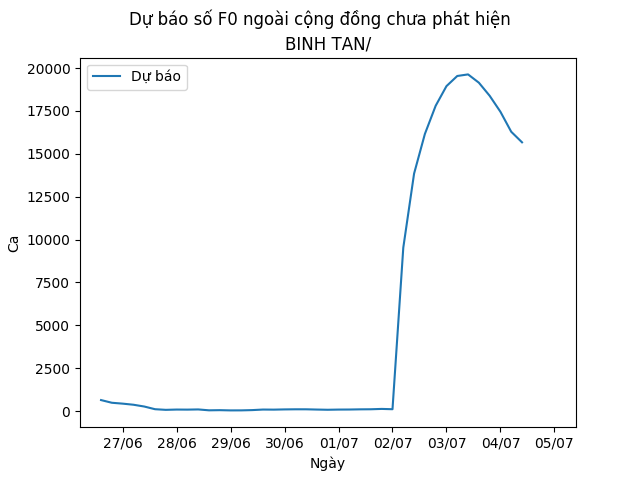 Dự báo số F0 ngoài cộng đồng chưa phát hiện
BINH TAN/
Dự báo
20000
17500
15000
12500
10000
7500
5000
2500
0
Ca
27/06 28/06 29/06 30/06 01/07 02/07 03/07 04/07 05/07
Ngày